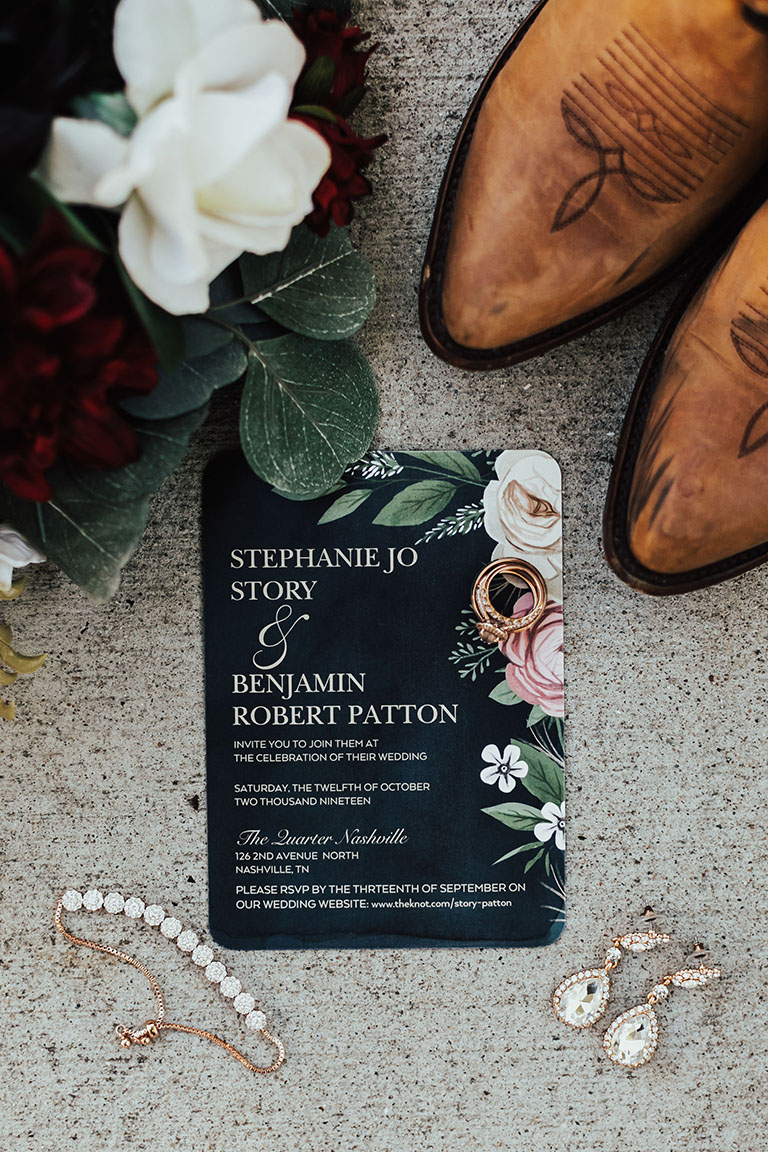 STEPHANIE JO
STORY
&
BENJAMIN
ROBERT PATTON
INVITE YOU TO JOIN THEM AT
THE CELEBRATION OF THEIR WEDDING
SATURDAY, THE TWELFTH OF OCTOBER
TWO THOUSAND NINETEEN
The Quarter Nashville
126 2ND AVENUE NORTH
NASHVILLE, TN
PLEASE RSVP BY THE THRTEENTH OF SEPTEMBER ON
OUR WEDDING WEBSITE: www.theknot.com/story-patton